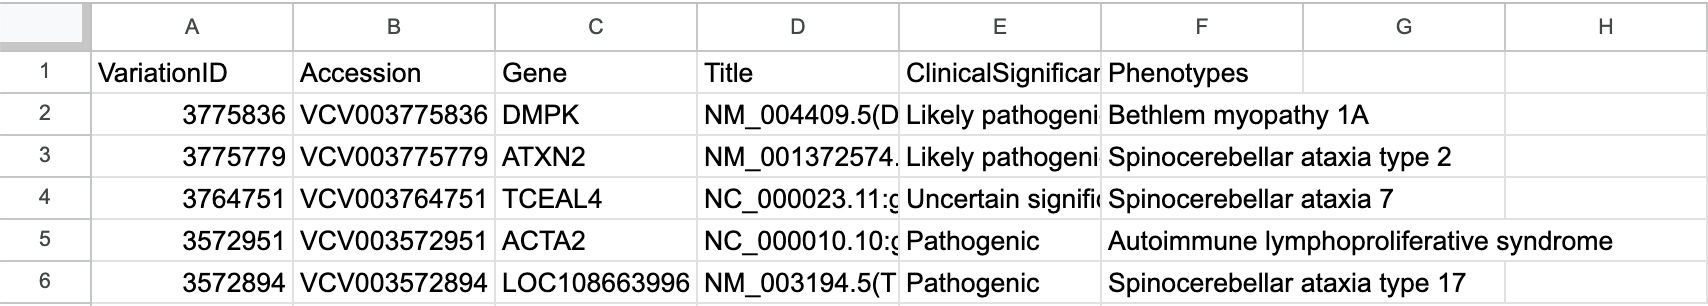 A B C D E F G H
1 VariationID Accession Gene Title ClinicalSignificar Phenotypes
2 3775836 VCV003775836 DMPK NM_004409.5(D Likely pathogeni Bethlem myopathy 1A
3 3775779 VCV003775779 ATXN2 NM_001372574. Likely pathogeni Spinocerebellar ataxia type 2
4 3764751 VCV003764751 TCEAL4 NC_000023.11:g Uncertain signific Spinocerebellar ataxia 7
5 3572951 VCV003572951 ACTA2 NC_000010.10:g Pathogenic Autoimmune lymphoproliferative syndrome
6 3572894 VCV003572894 LOC108663996 NM_003194.5(T Pathogenic Spinocerebellar ataxia type 17